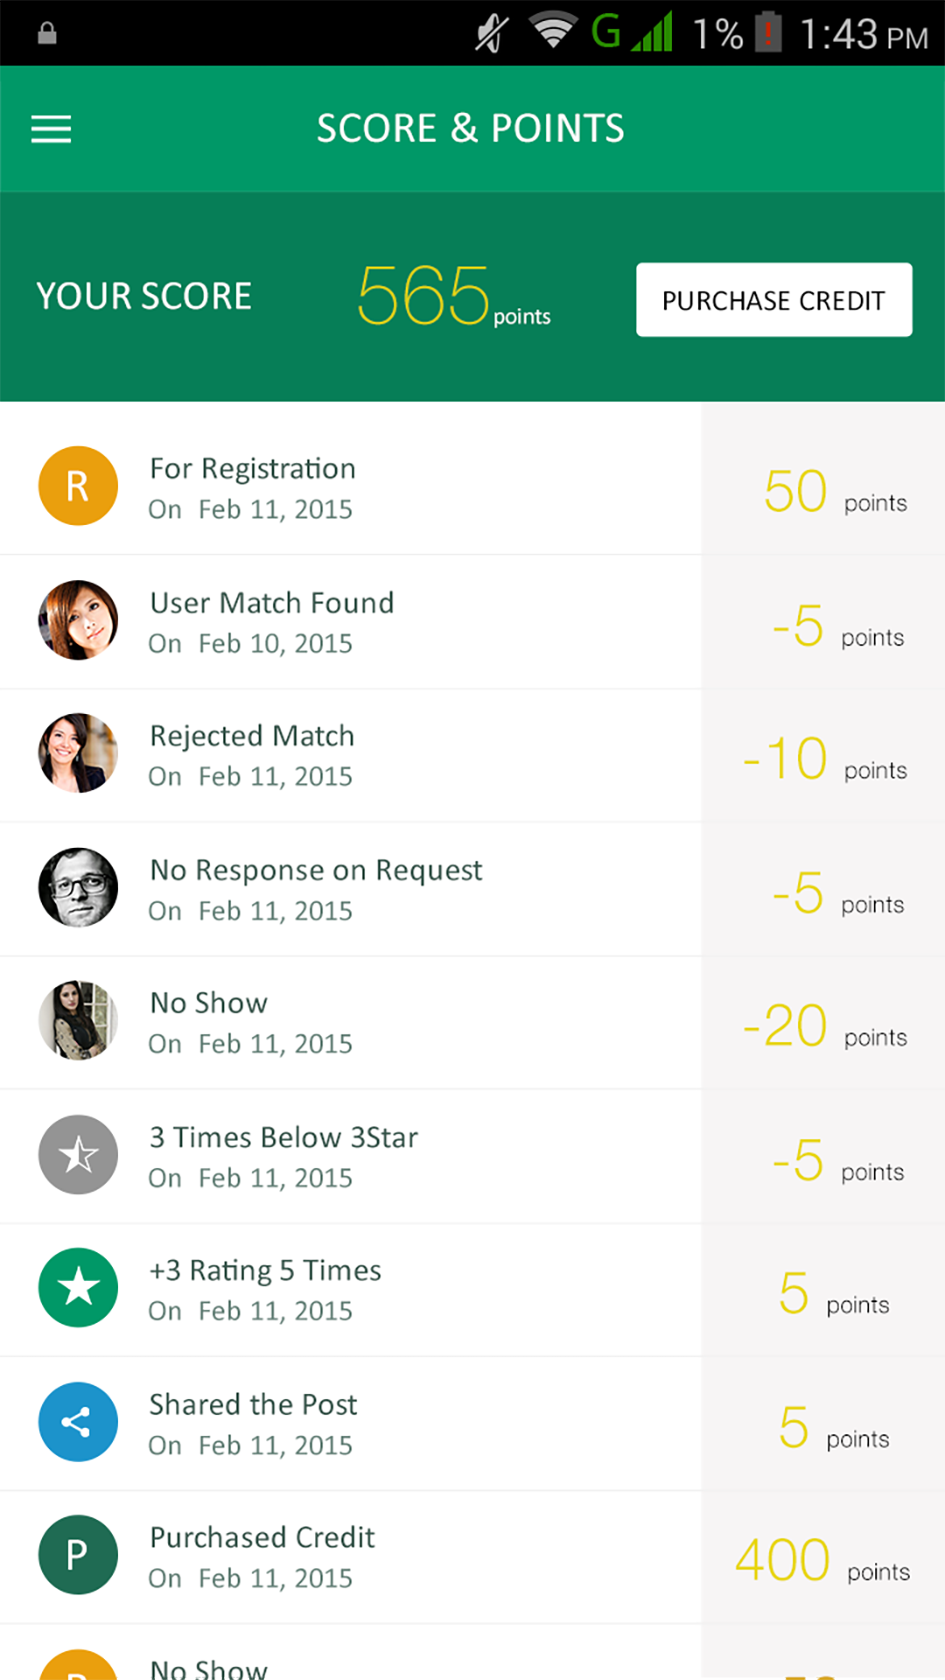 G 1% 1:43 PM
SCORE & POINTS
YOUR SCORE 565 points PURCHASE CREDIT
R For Registration
On Feb 11, 2015
50 points
User Match Found
On Feb 10, 2015
-5 points
Rejected Match
On Feb 11, 2015
-10 points
No Response on Request
On Feb 11, 2015
-5 points
No Show
On Feb 11, 2015
-20 points
3 Times Below 3Star
On Feb 11, 2015
-5 points
+3 Rating 5 Times
On Feb 11, 2015
5 points
Shared the Post
On Feb 11, 2015
5 points
P Purchased Credit
On Feb 11, 2015
400 points
No Show